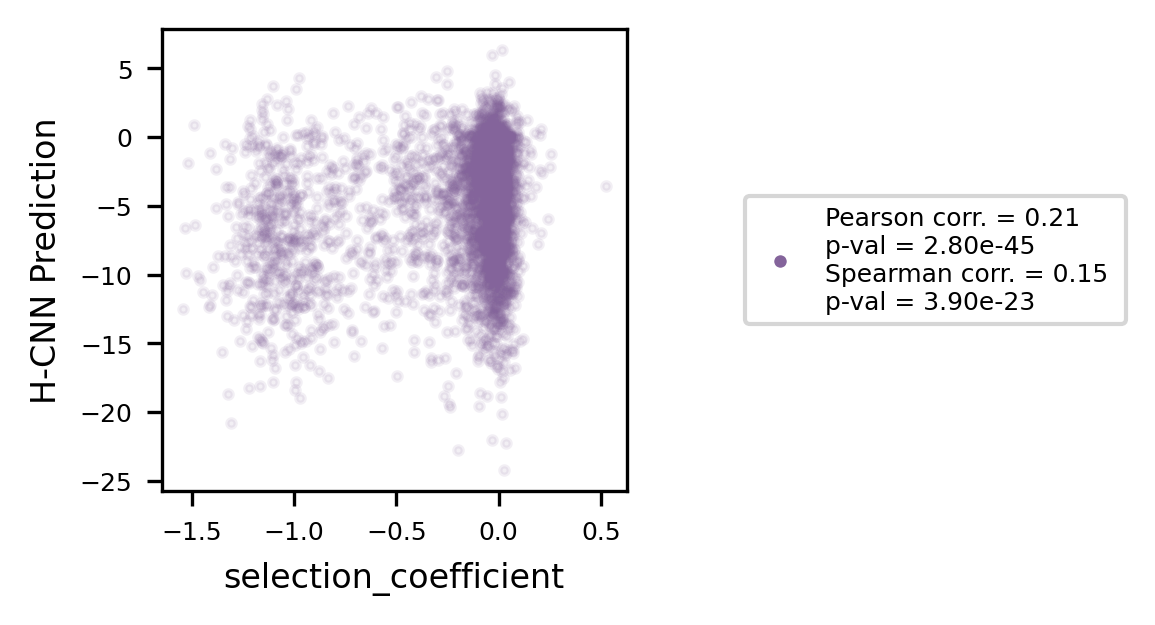 5
0
−5
−10
−15
−20
−25
H-CNN Prediction
−1.5 −1.0 −0.5 0.0 0.5
selection_coefficient
Pearson corr. = 0.21
p-val = 2.80e-45
Spearman corr. = 0.15
p-val = 3.90e-23